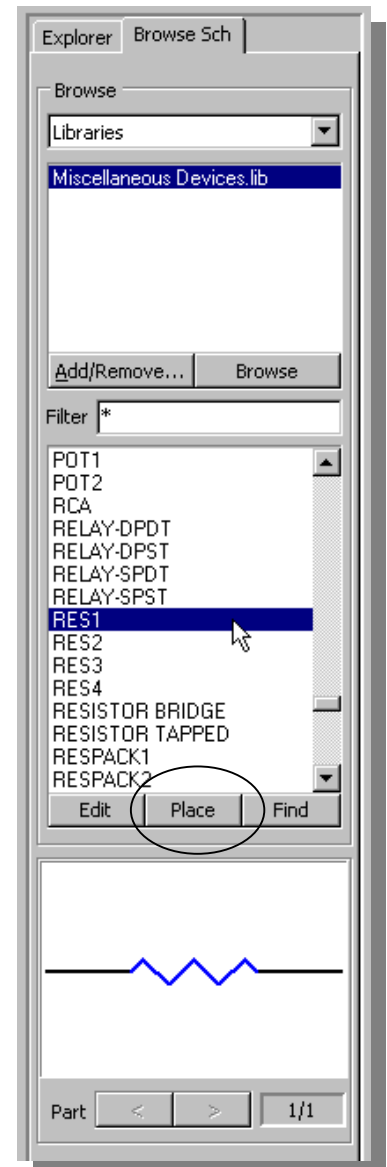 Explorer Browse Sch
Browse
Libraries
Miscellaneous Devices.lib
Add/Remove... Browse
Filter *
POT1
POT2
RCA
RELAY-DPDT
RELAY-DPST
RELAY-SPDT
RELAY-SPST
RES1
RES2
RES3
RES4
RESISTOR BRIDGE
RESISTOR TAPPED
RESPACK1
RESPACK2
Edit Place Find
Part < > 1/1